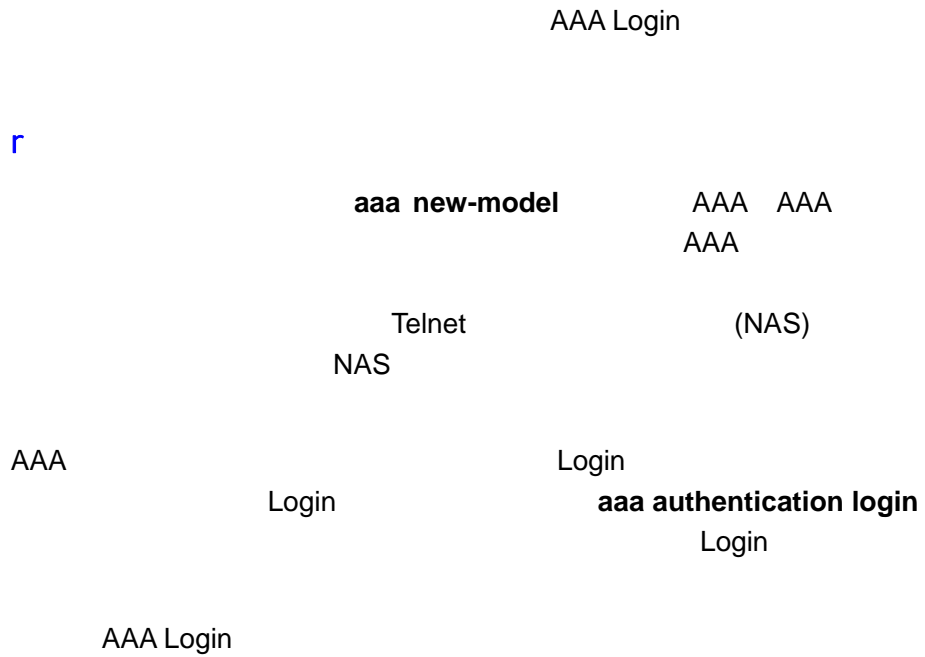 AAA Login
r
aaa new-model AAA AAA
AAA
Telnet (NAS)
NAS
AAA Login
Login aaa authentication login
Login
AAA Login